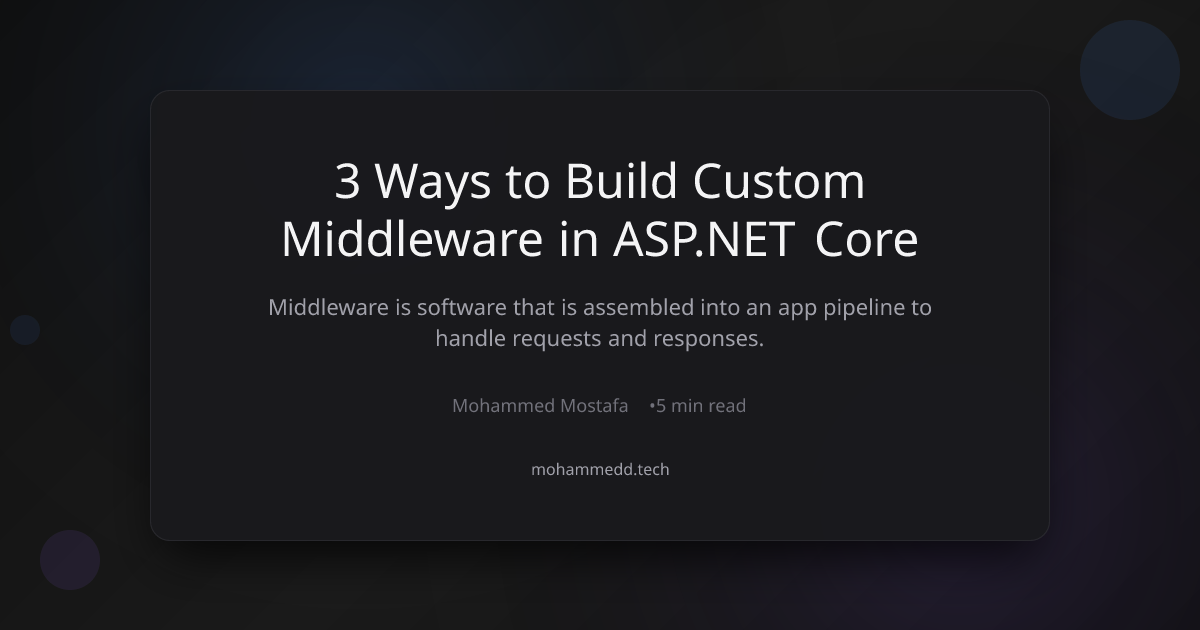 3 Ways to Build Custom
Middleware in ASP.NET Core
Middleware is software that is assembled into an app pipeline to
handle requests and responses.
Mohammed Mostafa •5 min read
mohammedd.tech